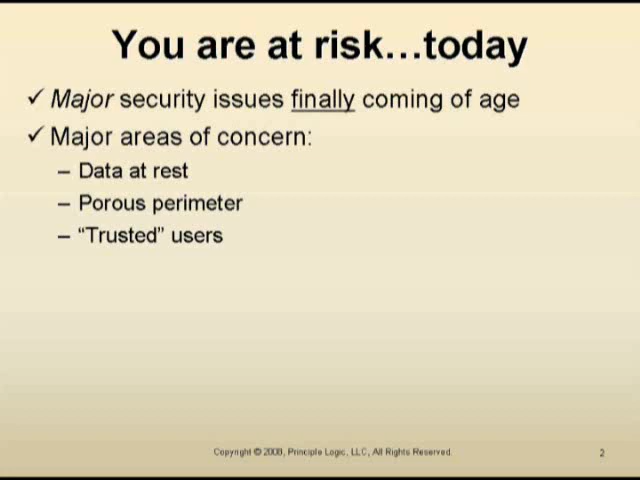 You are at risk…today
✓ Major security issues finally coming of age
✓ Major areas of concern:
– Data at rest
– Porous perimeter
– “Trusted” users
Copyright © 2008, Principle Logic, LLC, All Rights Reserved.
2